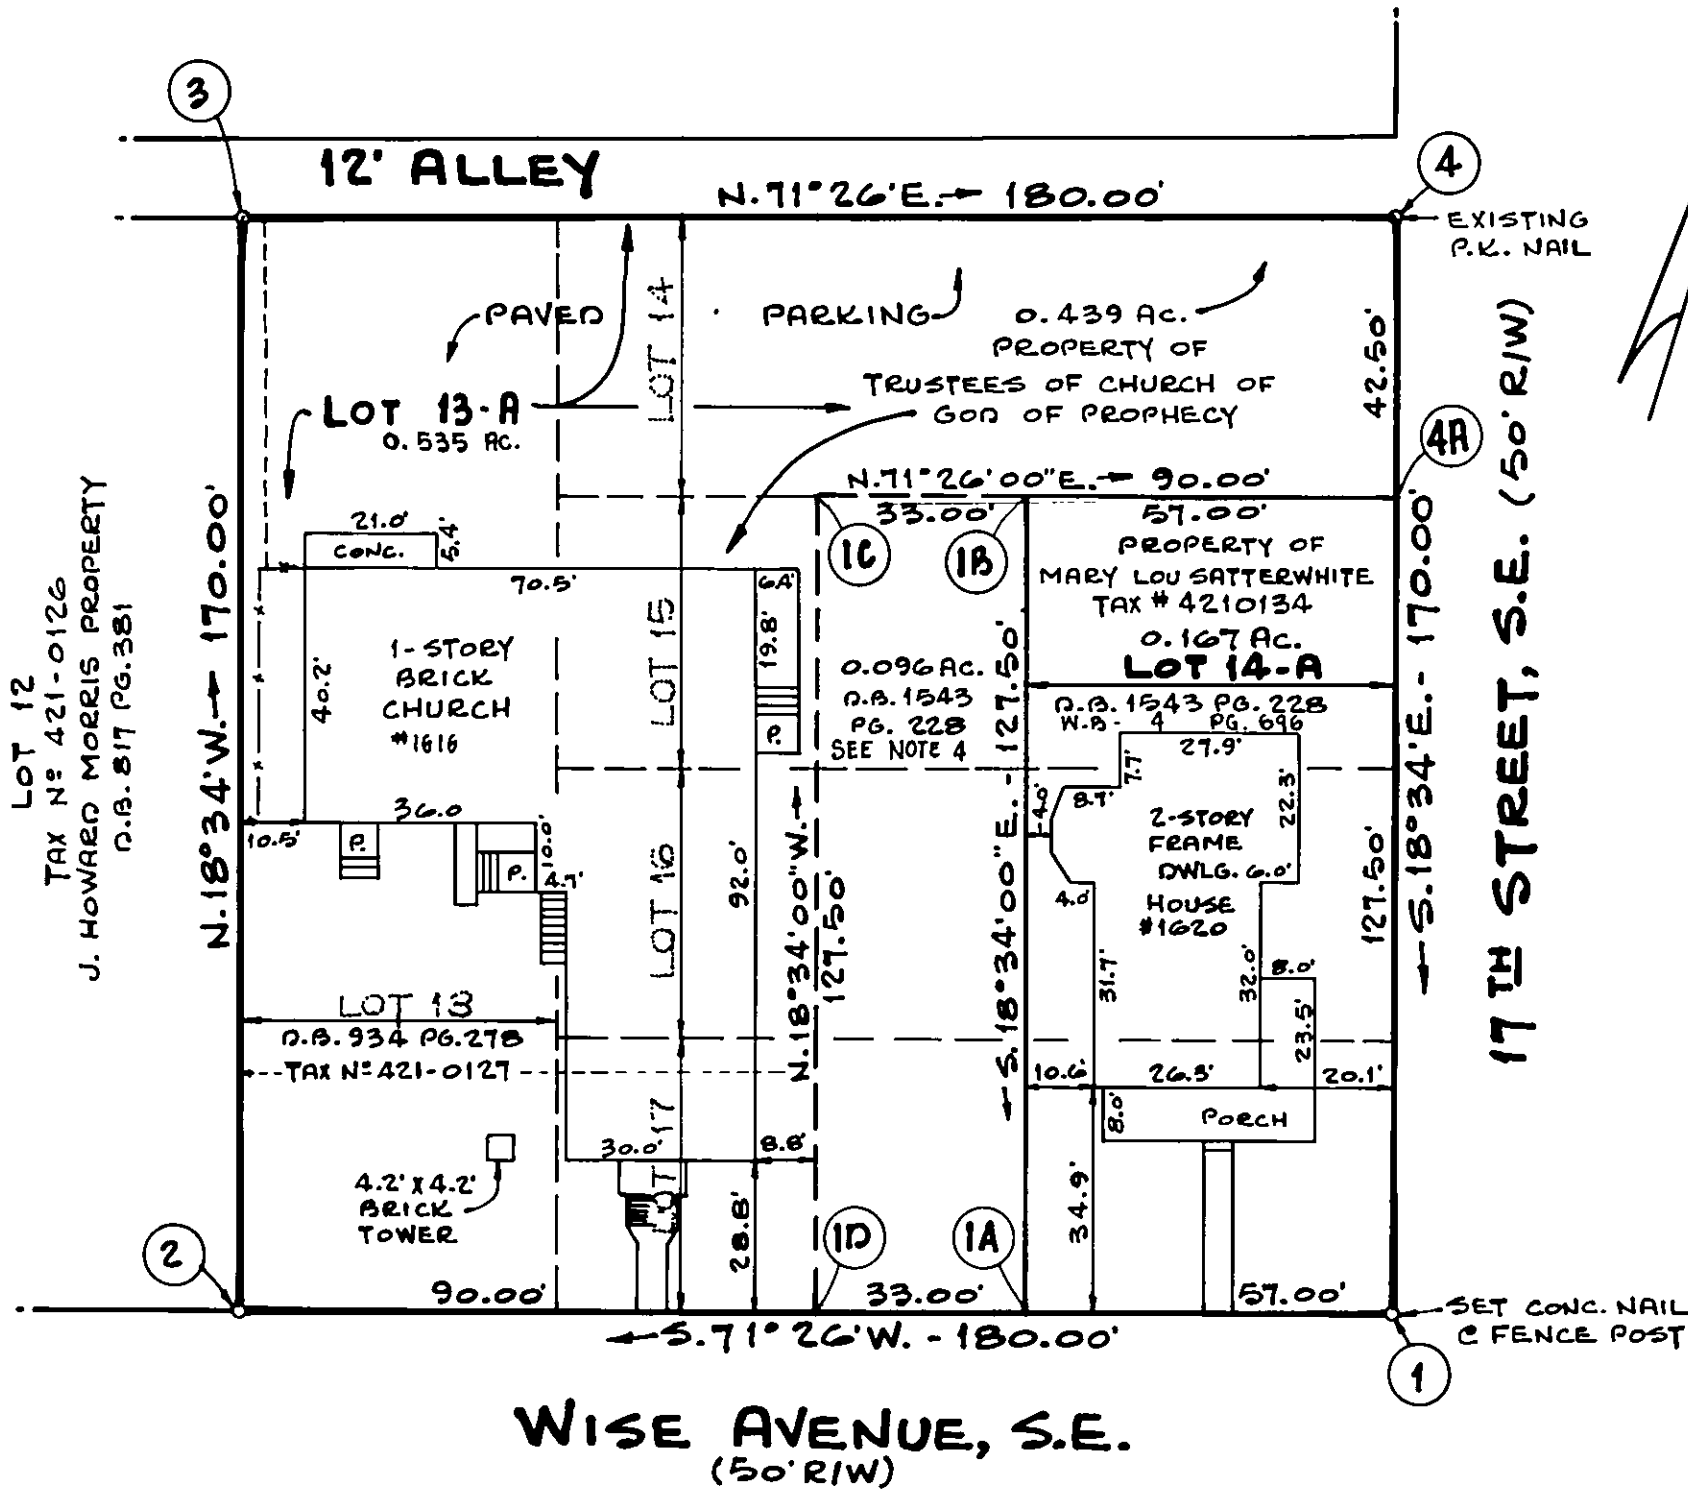 3
12' ALLEY
N.71°26'E. 180.00'
4
EXISTING
P.K. NAIL
PAVED
PARKING
LOT 14
0.439 AC.
PROPERTY OF
TRUSTEES OF CHURCH OF
GOD OF PROPHECY
42.50'
LOT 13-A
0.535 AC.
4A
N.71°26'00"E. 90.00'
33.00'
57.00'
1C
1B
PROPERTY OF
MARY LOU SATTERWHITE
TAX # 4210134
0.167 AC.
LOT 14-A
D.B. 1543 PG. 228
W.B- 4 PG. 696
21.0'
CONC.
5.4'
70.5'
19.8'
P.
1-STORY
BRICK
CHURCH
#1616
40.2'
LOT 15
0.096 AC.
D.B. 1543
PG. 228
SEE NOTE 4
LOT 12
TAX Nº 421-0126
J. HOWARD MORRIS PROPERTY
D.B. 817 PG. 381
N.18°34'W. 170.00'
S.18°34'E. - 170.00'
127.50'
17TH STREET, S.E. (50' R/W)
27.9'
7.7'
8.7'
4.0'
22.3'
2-STORY
FRAME
DWLG. 6.0'
HOUSE
#1620
4.0'
31.7'
32.0'
8.0'
23.5'
10.5'
36.0
P.
P.
10.0'
4.7'
LOT 16
92.0'
N.18°34'00"W.
127.50'
S.18°34'00"E. - 127.50'
LOT 13
D.B. 934 PG. 278
TAX Nº 421-0127
10.6'
26.3'
20.1'
8.0'
PORCH
34.9'
LOT 17
30.0'
8.8'
28.8'
4.2' X 4.2'
BRICK
TOWER
1D
1A
2
90.00'
33.00'
57.00'
S.71°26'W. - 180.00'
SET CONC. NAIL
@ FENCE POST
1
WISE AVENUE, S.E.
(50' R/W)